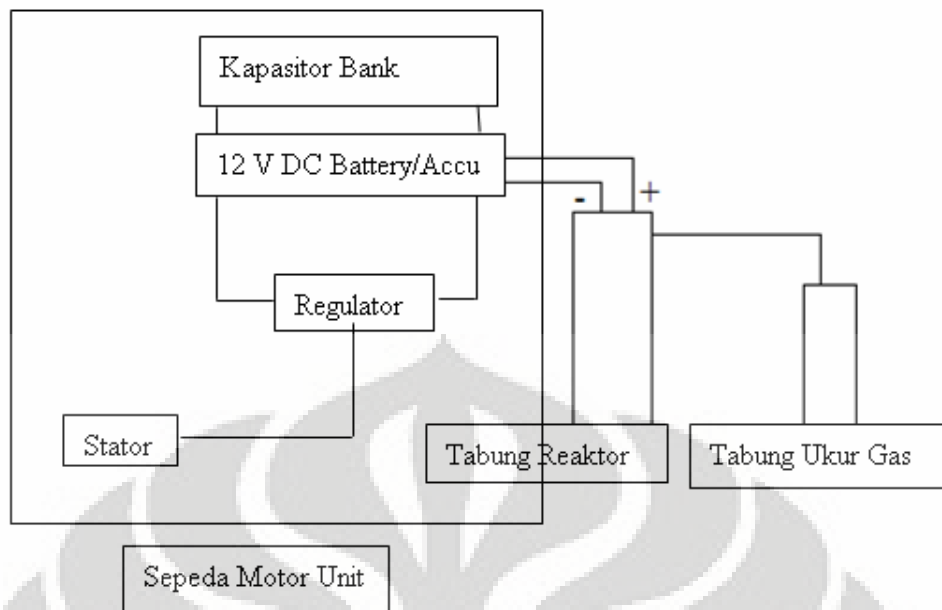 Kapasitor Bank
12 V DC Battery/Accu
- +
Regulator
Stator
Tabung Reaktor
Tabung Ukur Gas
Sepeda Motor Unit